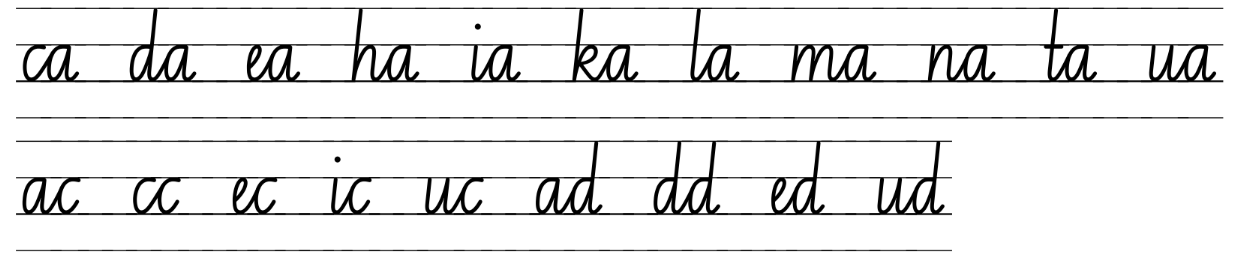 ca da ea ha ia ka la ma na ta ua
ac cc ec ic uc ad dd ed ud